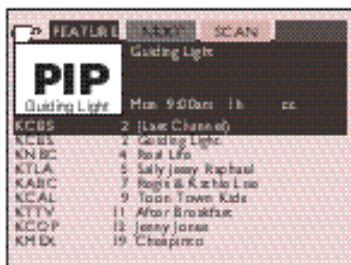 FEATURE NEXT SCAN
Guiding Light
PIP
Guiding Light
Mon 9:00am 1h cc
KCBS 2 (Last Channel)
KCBS 2 Guiding Light
KNBC 4 Real Life
KTLA 5 Sally Jessy Raphael
KABC 7 Regis & Kathie Lee
KCAL 9 Toon Town Kids
KTTV 11 After Breakfast
KCOP 13 Jenny Jones
KMEX 19 Chespirito